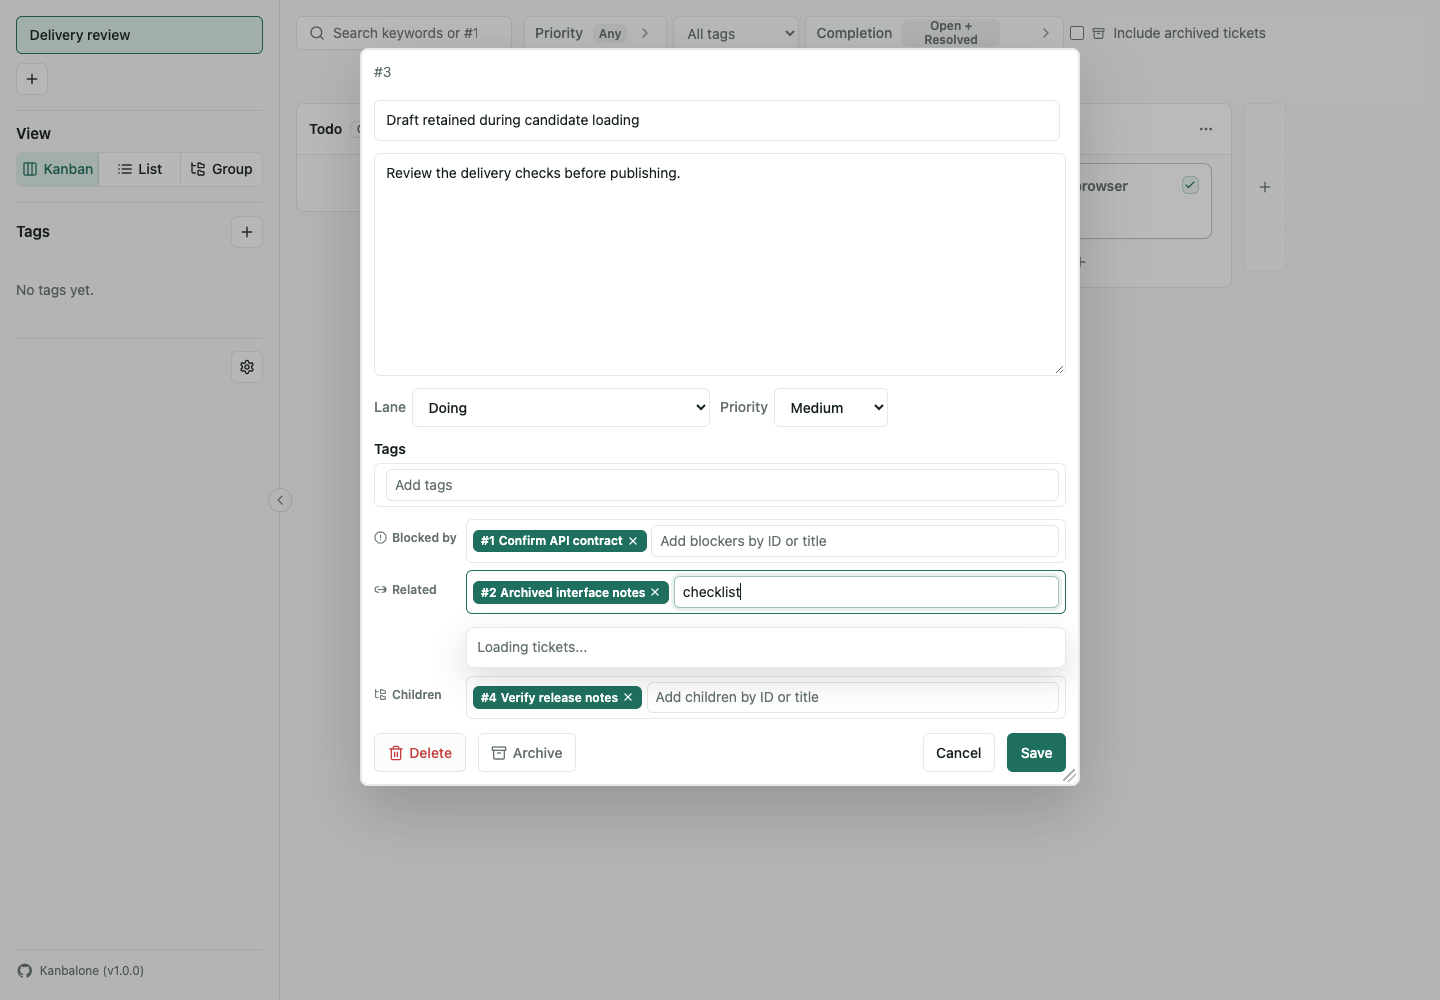 Delivery review
Search keywords or #1
Priority Any
All tags
Completion
Open +
Resolved
Include archived tickets
View
Kanban
List
Group
Tags
No tags yet.
Kanbalone (v1.0.0)
Todo
rowser
#3
Draft retained during candidate loading
Review the delivery checks before publishing.
Lane Doing
Priority Medium
Tags
Add tags
Blocked by
#1 Confirm API contract
Add blockers by ID or title
Related
#2 Archived interface notes
checklist
Loading tickets...
Children
#4 Verify release notes
Add children by ID or title
Delete
Archive
Cancel
Save